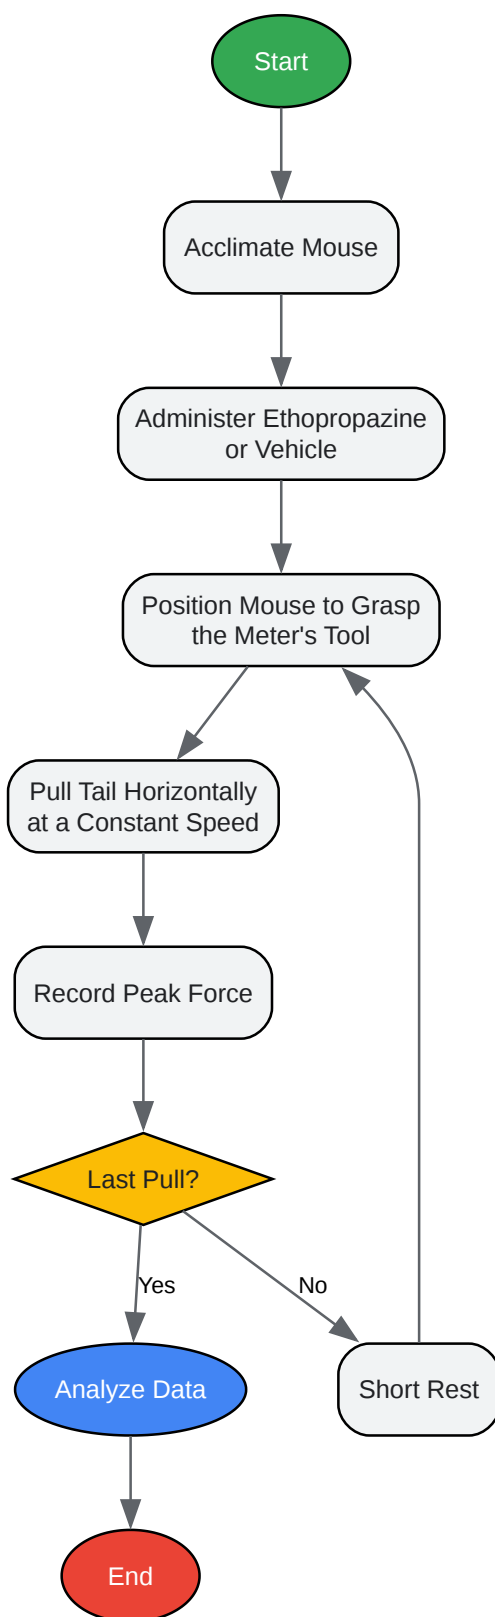 Start
Acclimate Mouse
Administer Ethopropazine
or Vehicle
Position Mouse to Grasp
the Meter's Tool
Pull Tail Horizontally
at a Constant Speed
Record Peak Force
Last Pull?
Yes
No
Analyze Data
Short Rest
End